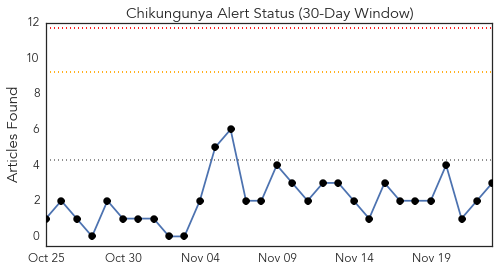 Chikungunya Alert Status (30-Day Window)
Articles Found
12
10
8
6
4
2
0
Oct 25
Oct 30
Nov 04
Nov 09
Nov 14
Nov 19